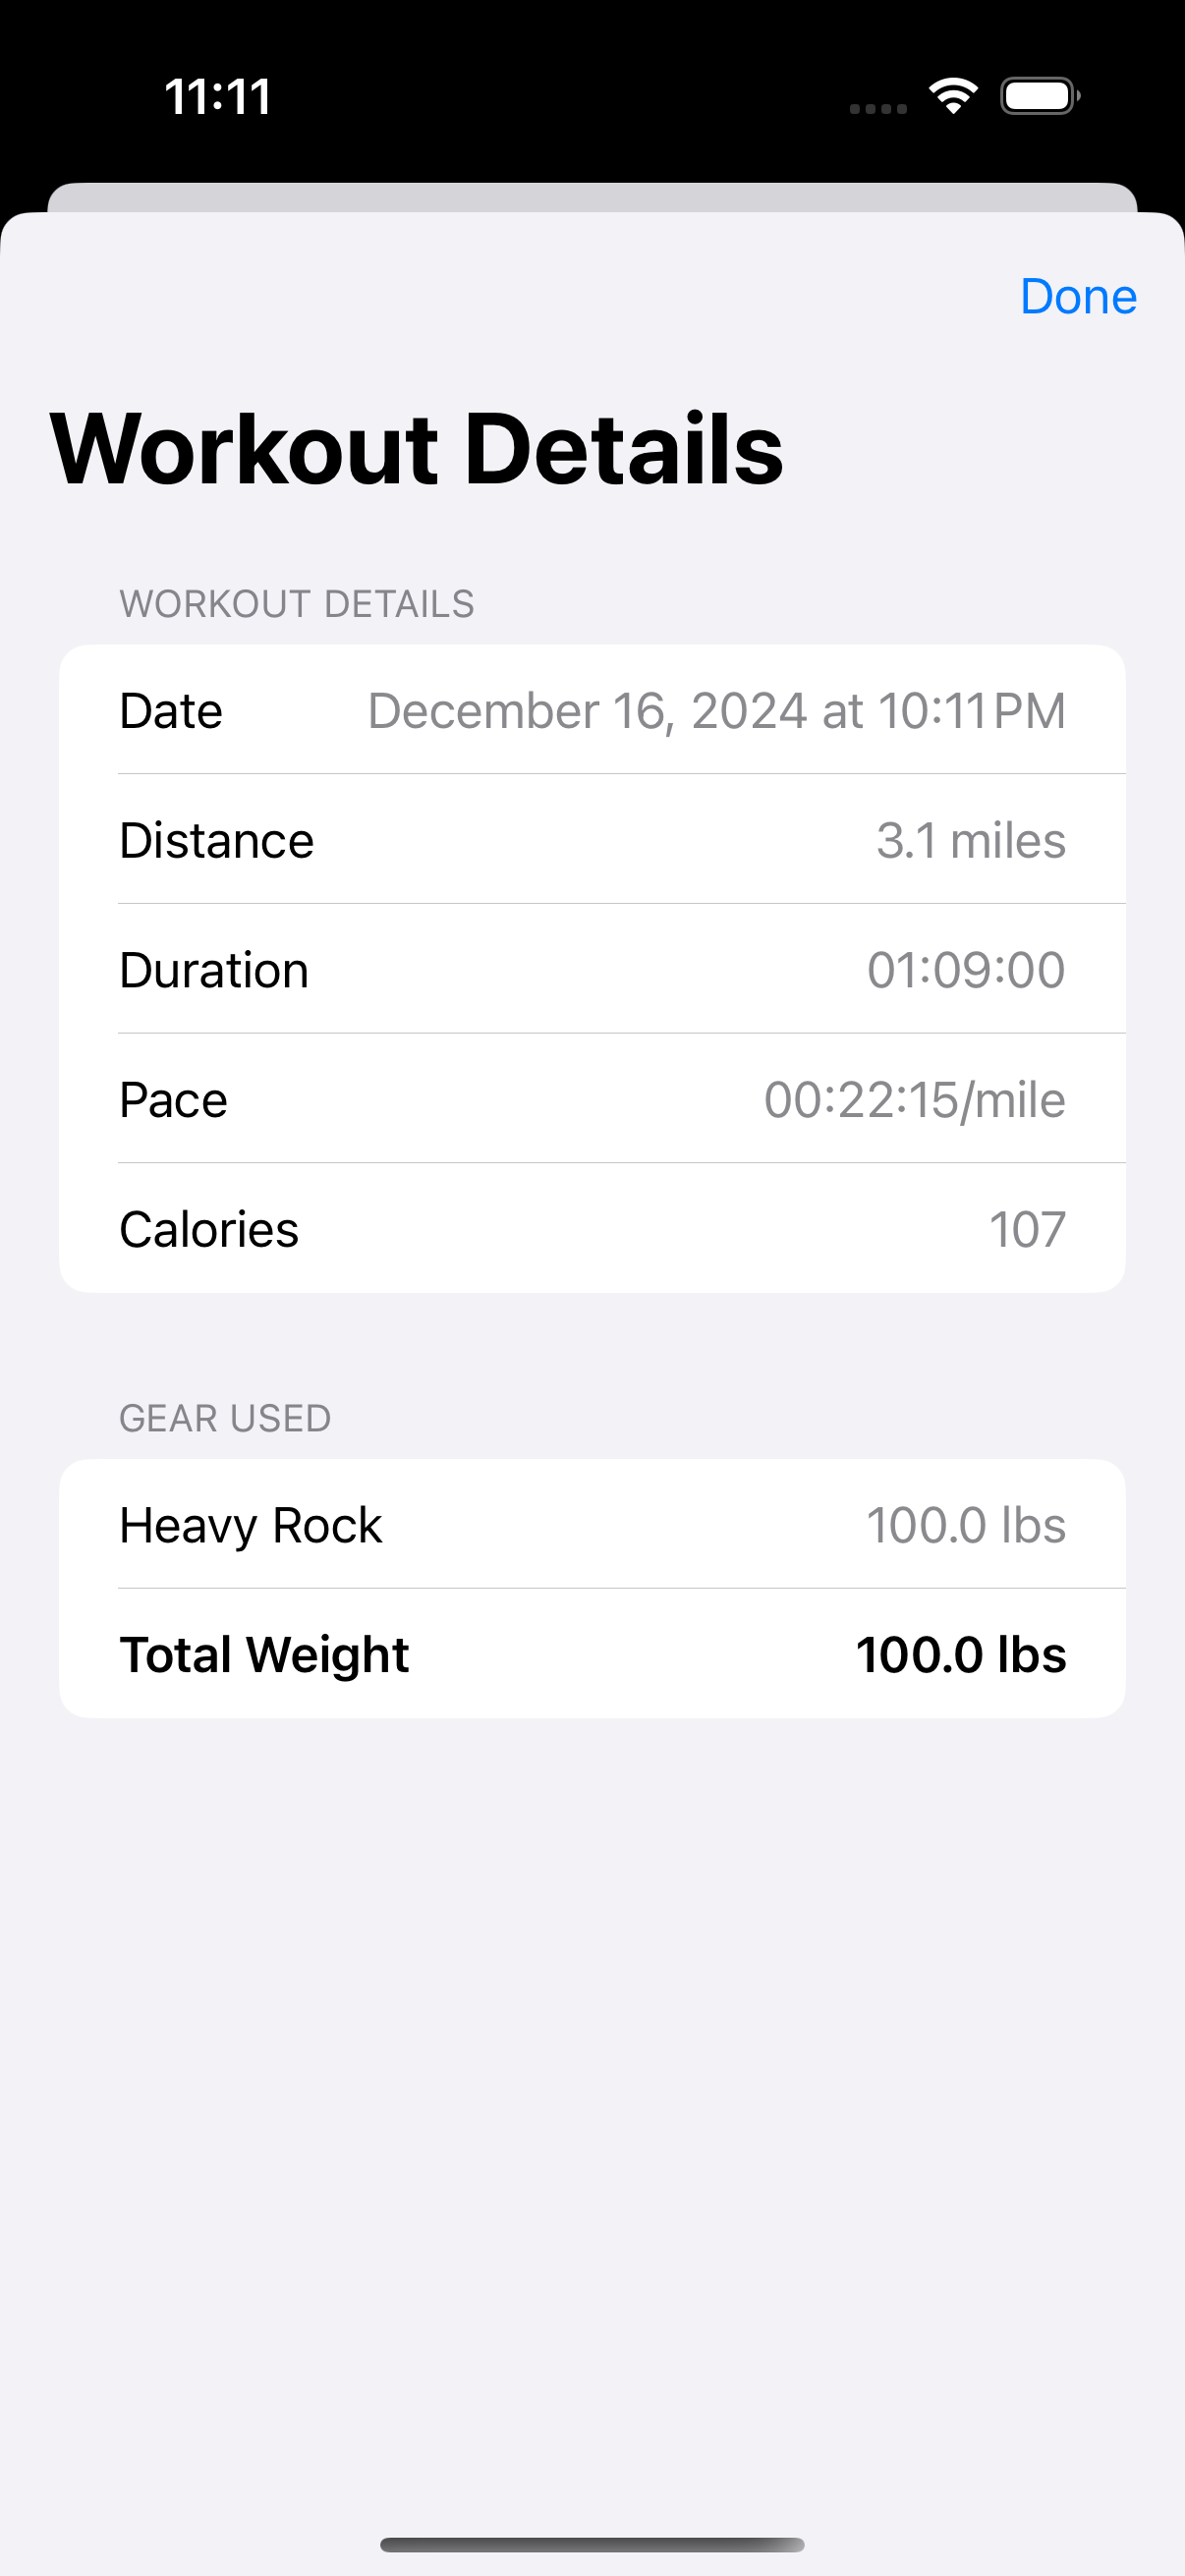 11:11
Done
Workout Details
WORKOUT DETAILS
Date December 16, 2024 at 10:11 PM
Distance 3.1 miles
Duration 01:09:00
Pace 00:22:15/mile
Calories 107
GEAR USED
Heavy Rock 100.0 lbs
Total Weight 100.0 lbs